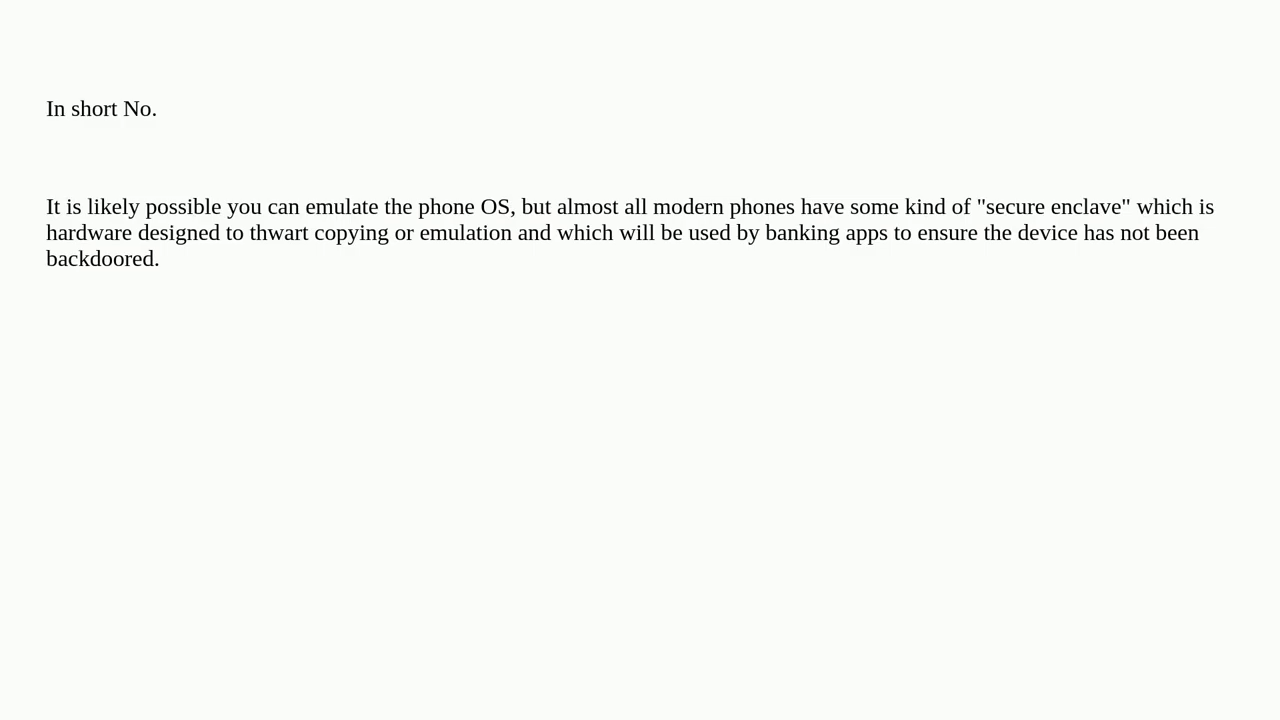 In short No.
It is likely possible you can emulate the phone OS, but almost all modern phones have some kind of "secure enclave" which is
hardware designed to thwart copying or emulation and which will be used by banking apps to ensure the device has not been
backdoored.